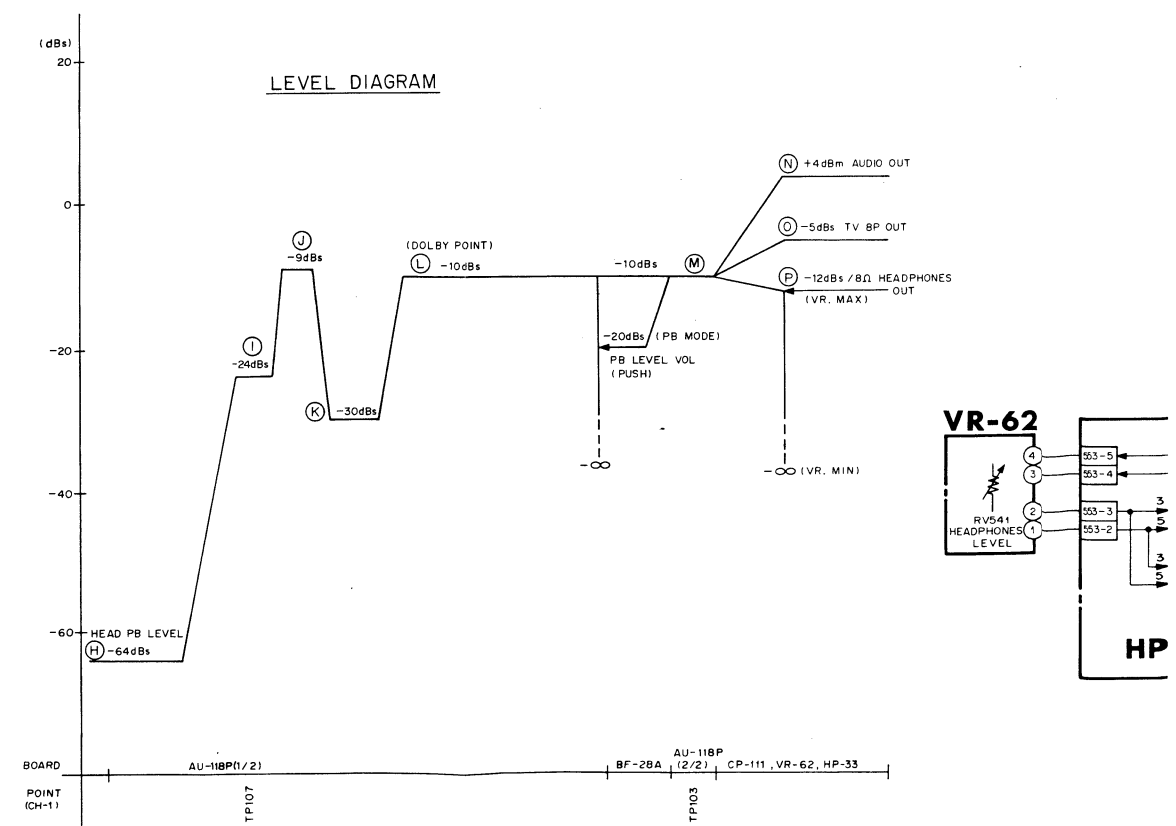 (dBs)
20
LEVEL DIAGRAM
N +4dBm AUDIO OUT
0
O -5dBs TV 8P OUT
J
-9dBs
(DOLBY POINT)
L -10dBs
-10dBs M
P -12dBs/8Ω HEADPHONES
OUT
(VR. MAX)
I
-24dBs
-20
-20dBs (PB MODE)
PB LEVEL VOL
(PUSH)
K -30dBs
-∞
-∞ (VR. MIN)
VR-62
4 553-5
3 553-4
2 553-3
1 553-2
RV541
HEADPHONES
LEVEL
3
5
3
5
HP
-40
-60
HEAD PB LEVEL
H -64dBs
BOARD
AU-118P(1/2)
BF-28A
AU-118P
(2/2)
CP-111, VR-62, HP-33
POINT
(CH-1)
TP107
TP103